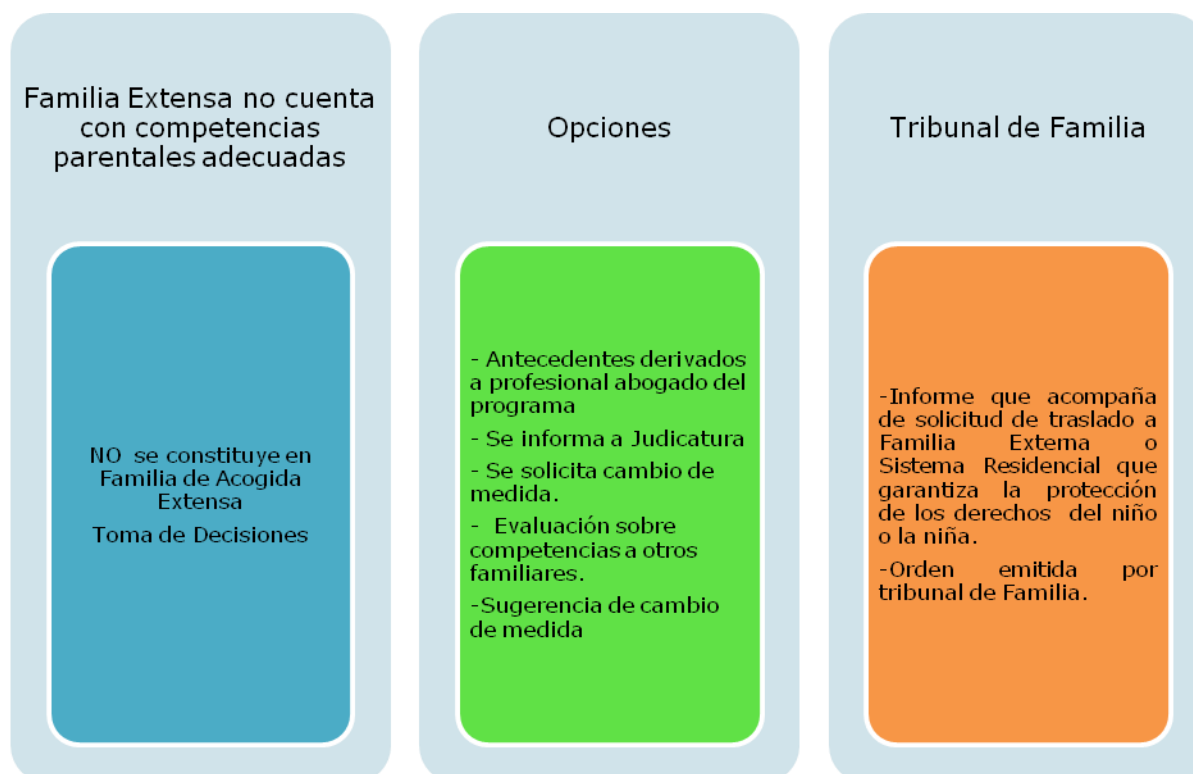 Familia Extensa no cuenta
con competencias
parentales adecuadas
NO se constituye en
Familia de Acogida
Extensa
Toma de Decisiones
Opciones
- Antecedentes derivados
a profesional abogado del
programa
- Se informa a Judicatura
- Se solicita cambio de
medida.
- Evaluación sobre
competencias a otros
familiares.
-Sugerencia de cambio
de medida
Tribunal de Familia
-Informe que acompaña
de solicitud de traslado a
Familia Externa o
Sistema Residencial que
garantiza la protección
de los derechos del niño
o la niña.
-Orden emitida por
tribunal de Familia.